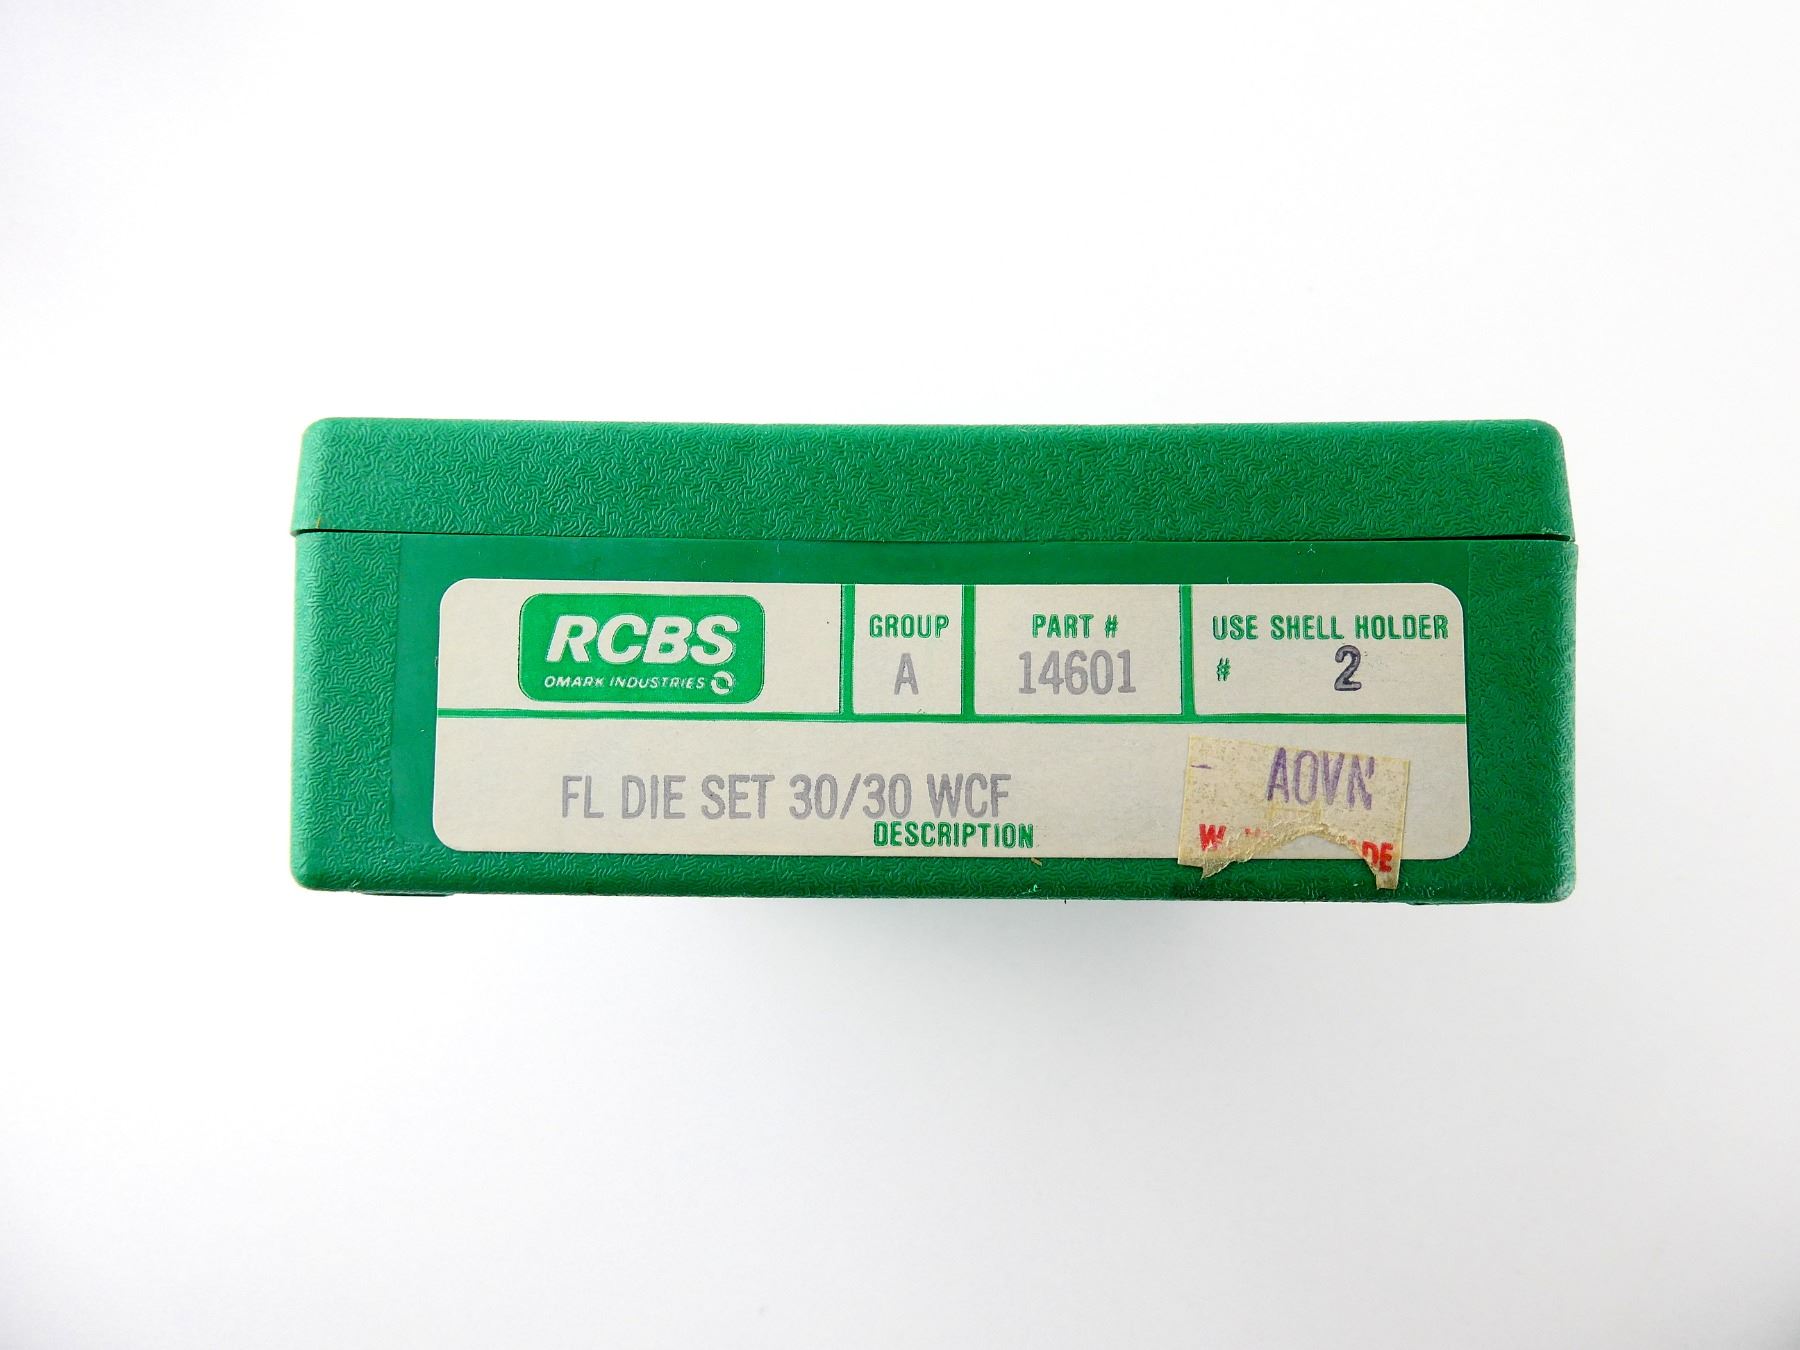 RCBS
OMARK INDUSTRIES
GROUP
A
PART #
14601
USE SHELL HOLDER
# 2
FL DIE SET 30/30 WCF
DESCRIPTION
AOVN